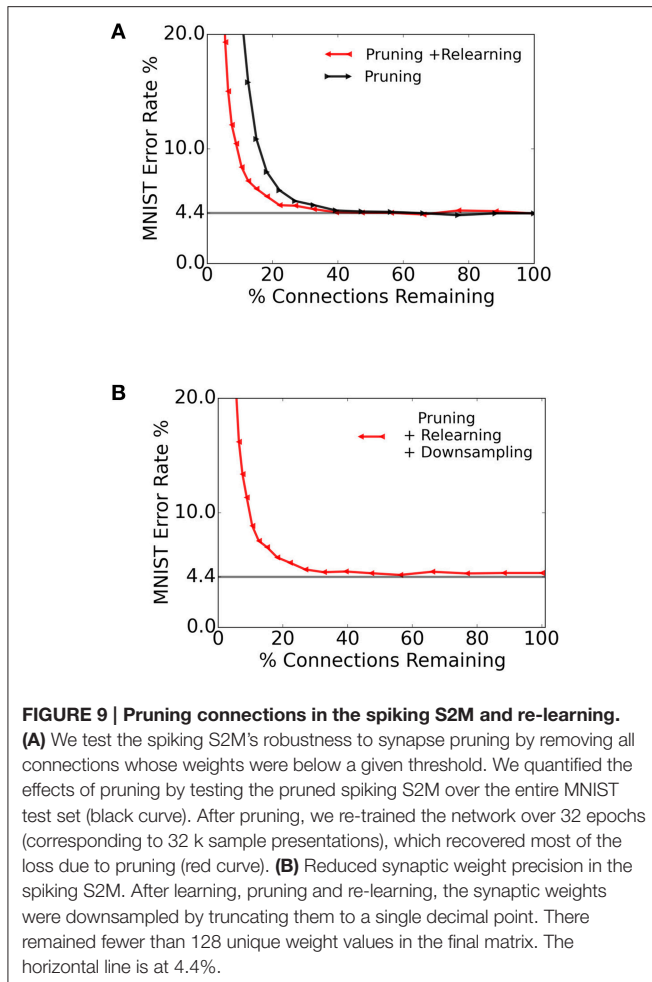 A
20.0
10.0
4.4
0.0
MNIST Error Rate %
Pruning +Relearning
Pruning
0 20 40 60 80 100
% Connections Remaining
B
20.0
10.0
4.4
0.0
MNIST Error Rate %
Pruning
+ Relearning
+ Downsampling
0 20 40 60 80 100
% Connections Remaining
FIGURE 9 | Pruning connections in the spiking S2M and re-learning.
(A) We test the spiking S2M's robustness to synapse pruning by removing all
connections whose weights were below a given threshold. We quantified the
effects of pruning by testing the pruned spiking S2M over the entire MNIST
test set (black curve). After pruning, we re-trained the network over 32 epochs
(corresponding to 32 k sample presentations), which recovered most of the
loss due to pruning (red curve). (B) Reduced synaptic weight precision in the
spiking S2M. After learning, pruning and re-learning, the synaptic weights
were downsampled by truncating them to a single decimal point. There
remained fewer than 128 unique weight values in the final matrix. The
horizontal line is at 4.4%.